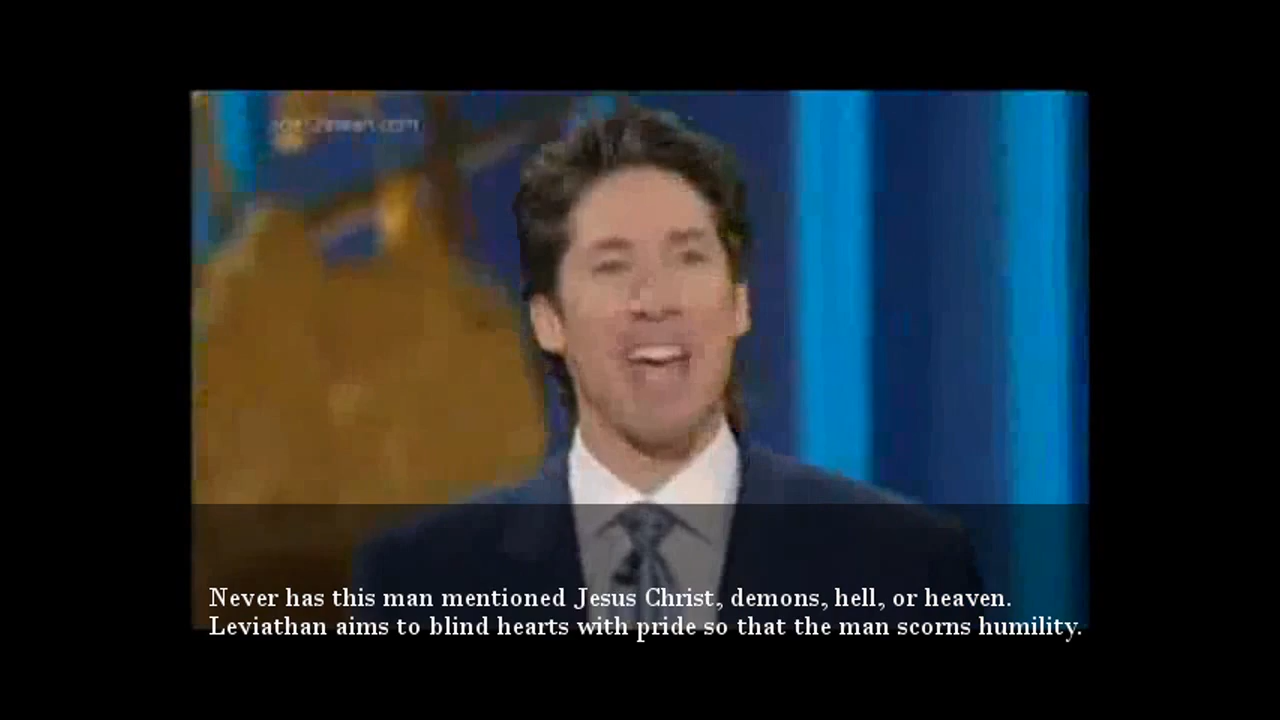 Never has this man mentioned Jesus Christ, demons, hell, or heaven.
Leviathan aims to blind hearts with pride so that the man scorns humility.